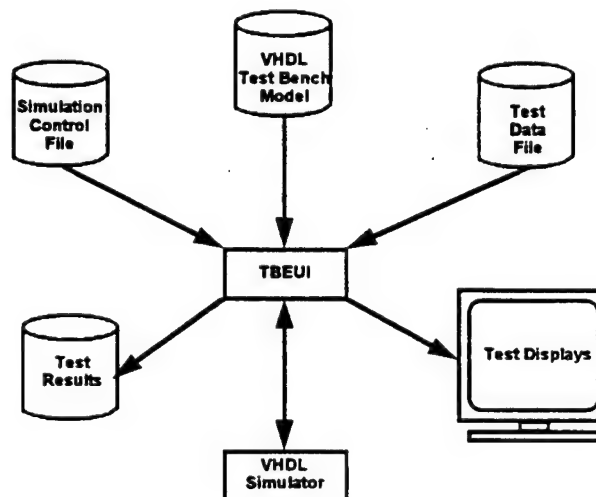 VHDL
Test Bench
Model
Simulation
Control
File
Test
Data
File
TBEUI
Test
Results
Test Displays
VHDL
Simulator